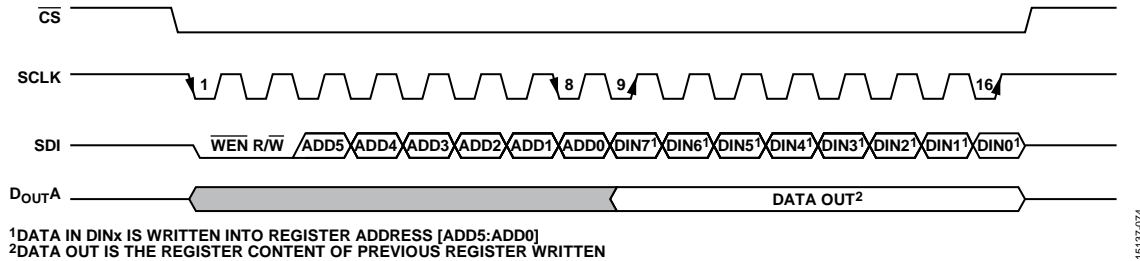 CS
SCLK 1 8 9 16
SDI WEN R/W ADD5 ADD4 ADD3 ADD2 ADD1 ADD0 DIN7¹ DIN6¹ DIN5¹ DIN4¹ DIN3¹ DIN2¹ DIN1¹ DIN0¹
DOUTA DATA OUT²
¹DATA IN DINx IS WRITTEN INTO REGISTER ADDRESS [ADD5:ADD0]
²DATA OUT IS THE REGISTER CONTENT OF PREVIOUS REGISTER WRITTEN
15137-074